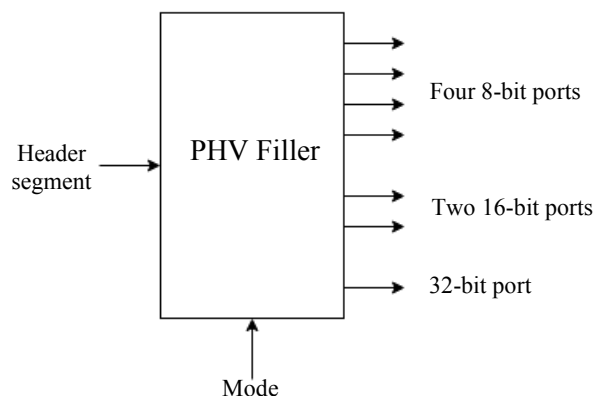 Four 8-bit ports
PHV Filler
Header
segment
Two 16-bit ports
32-bit port
Mode